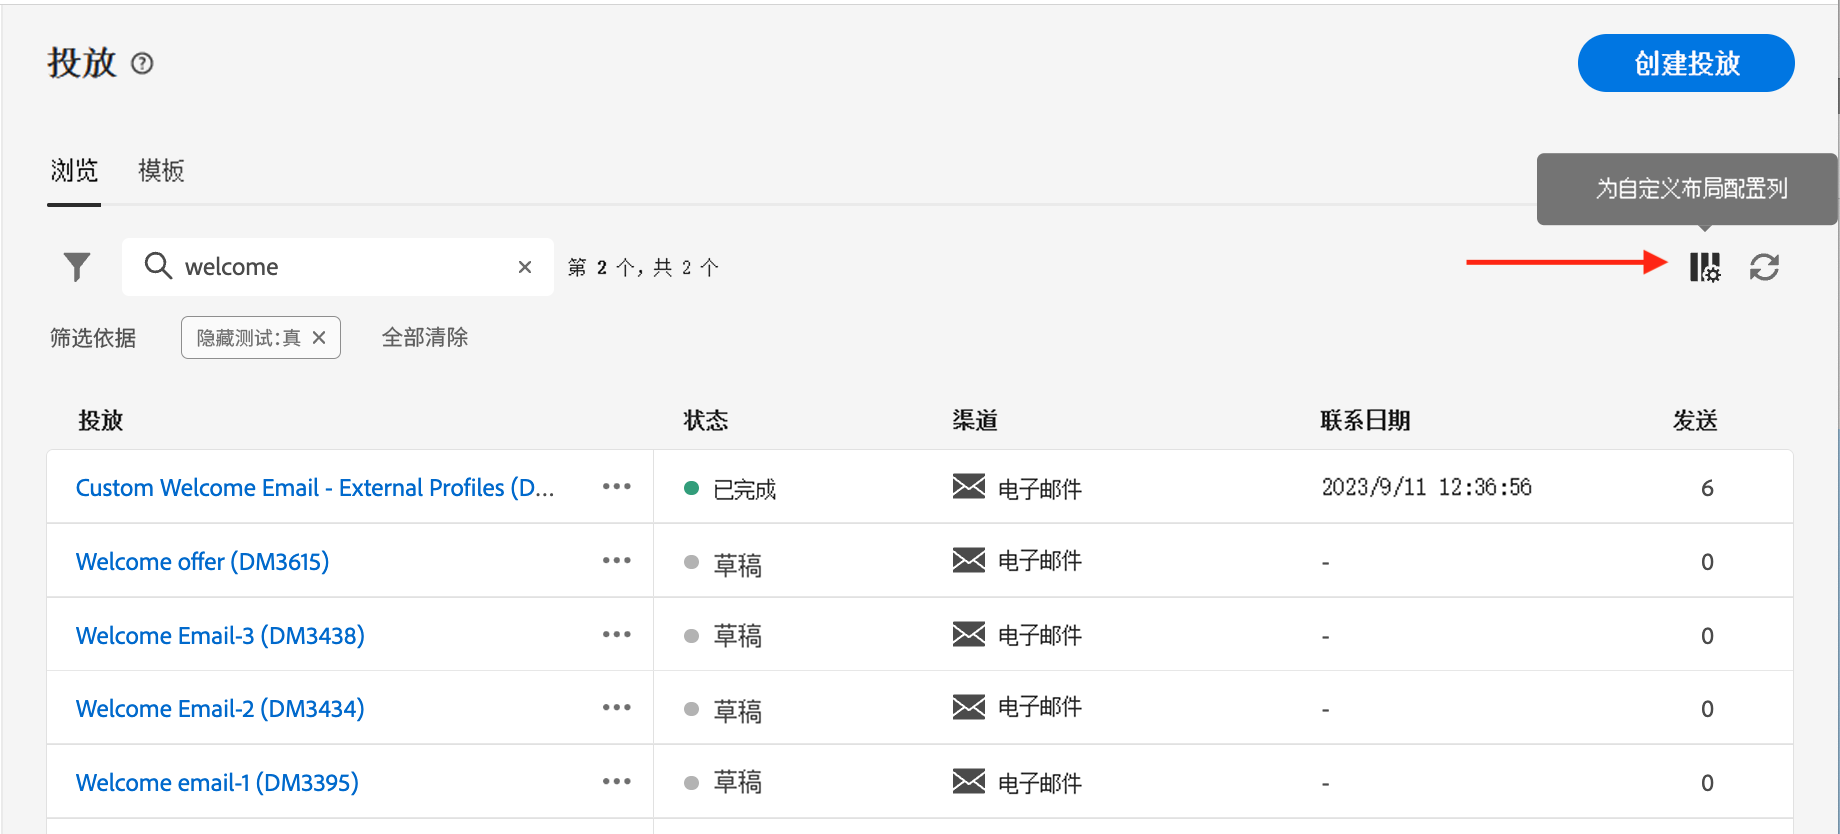 投放
创建投放
浏览 模板
为自定义布局配置列
welcome 第 2 个，共 2 个
筛选依据 隐藏测试:真 全部清除
投放 状态 渠道 联系日期 发送
Custom Welcome Email - External Profiles (D... 已完成 电子邮件 2023/9/11 12:36:56 6
Welcome offer (DM3615) 草稿 电子邮件 - 0
Welcome Email-3 (DM3438) 草稿 电子邮件 - 0
Welcome Email-2 (DM3434) 草稿 电子邮件 - 0
Welcome email-1 (DM3395) 草稿 电子邮件 - 0